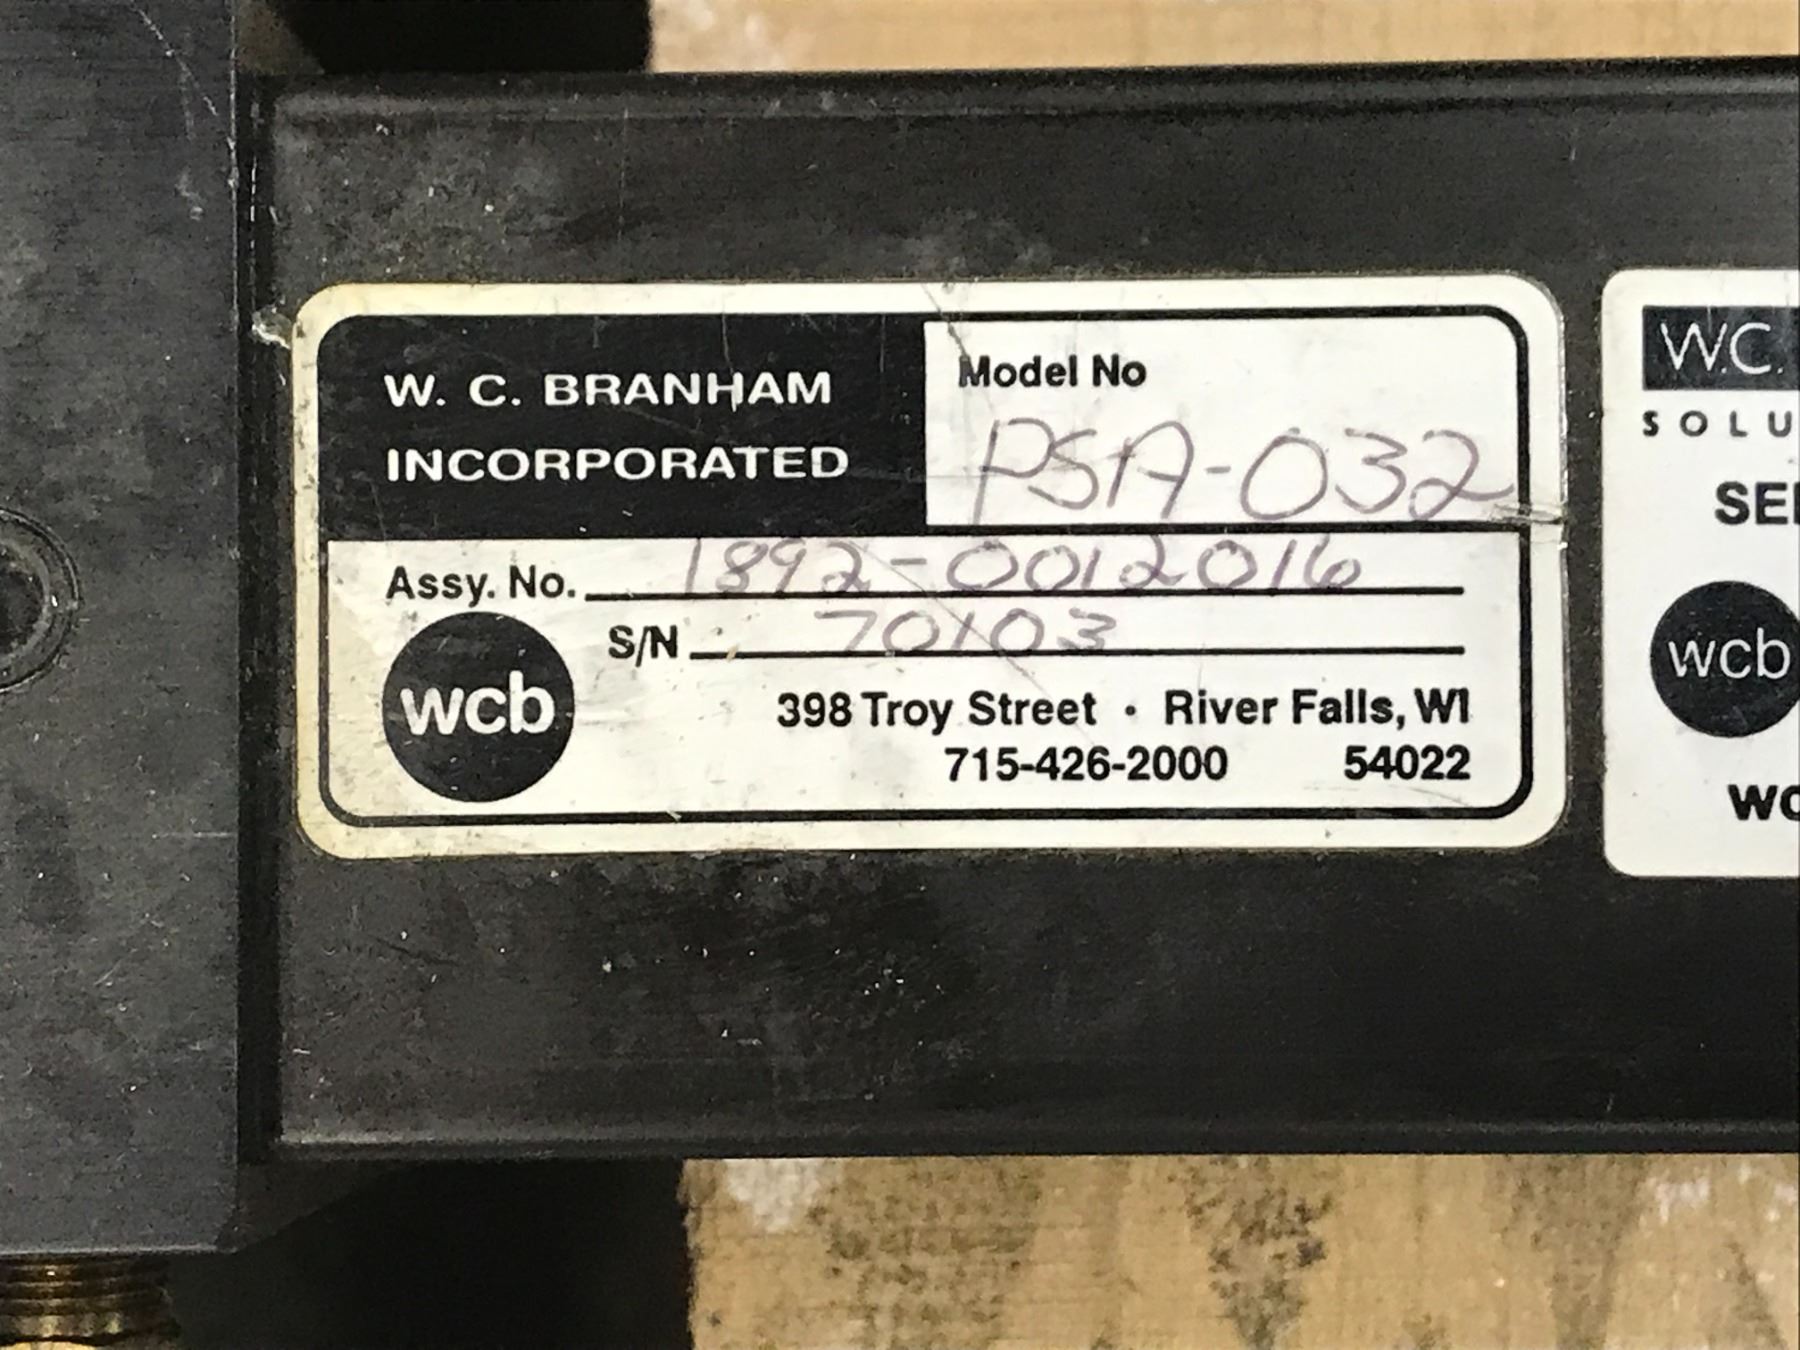 W. C. BRANHAM
INCORPORATED
Model No
PSA-032
Assy. No. 1892-0012016
S/N 70103
wcb
398 Troy Street · River Falls, WI
715-426-2000 54022
W.C.
SOLU
SE
wcb
WO